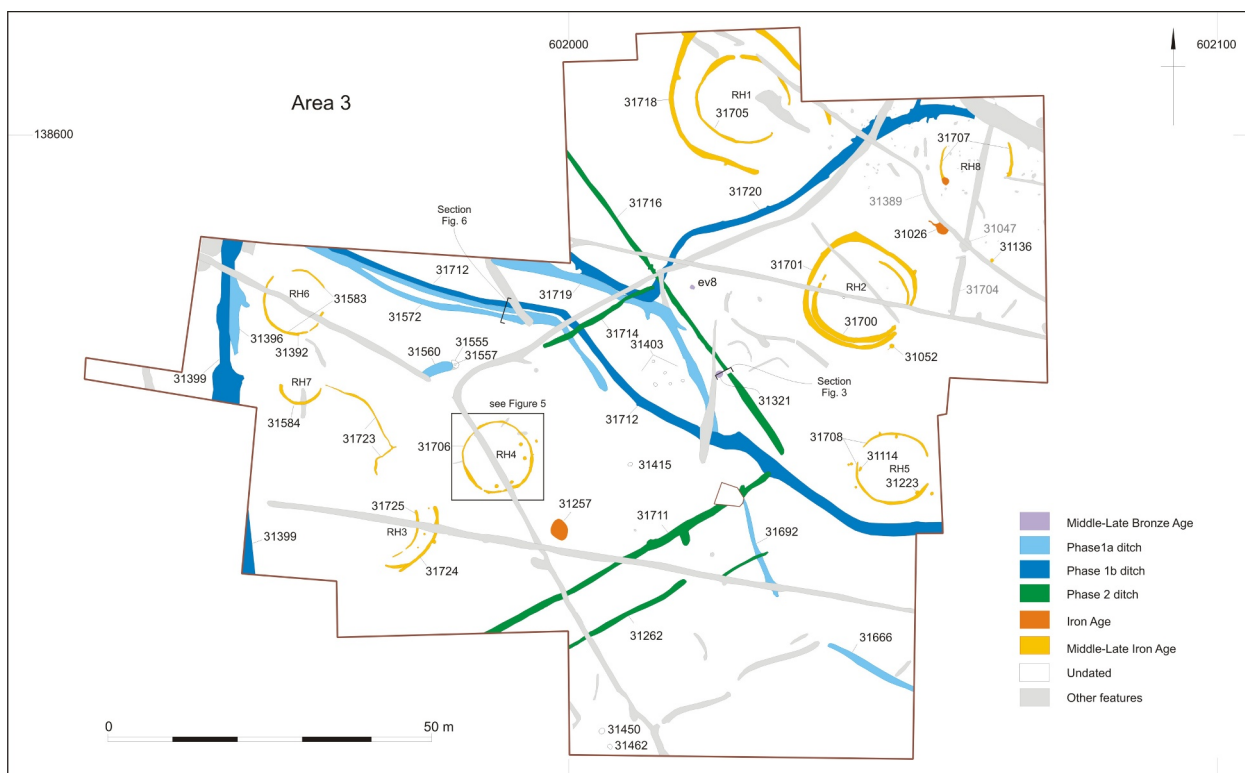 602000
602100
Area 3
138600
31718
RH1
31705
31707
RH8
31716
31720
31389
31047
31026
31136
Section
Fig. 6
31712
31719
ev8
31701
RH2
31704
RH6
31583
31572
31714
31700
31403
31052
31396
31392
31560
31555
31557
31399
RH7
31584
31321
Section
Fig. 3
see Figure 5
31712
31723
31706
RH4
31708
31114
RH5
31223
31415
31725
31257
31711
31692
RH3
31399
31724
31262
31666
31450
31462
Middle-Late Bronze Age
Phase1a ditch
Phase 1b ditch
Phase 2 ditch
Iron Age
Middle-Late Iron Age
Undated
Other features
0
50 m